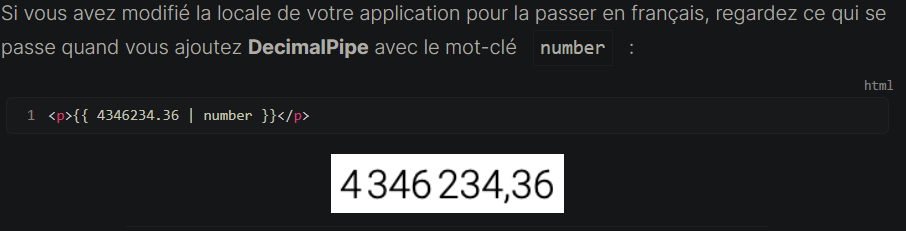 Si vous avez modifié la locale de votre application pour la passer en français, regardez ce qui se
passe quand vous ajoutez DecimalPipe avec le mot-clé number :
html
1 <p>{{ 4346234.36 | number }}</p>
4 346 234,36